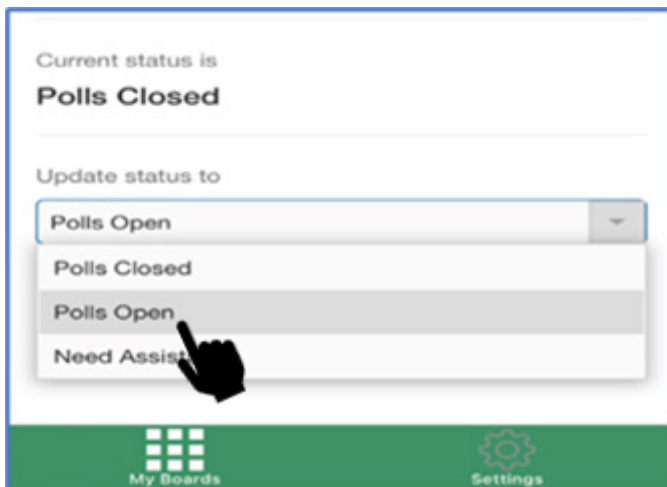 Current status is
Polls Closed
Update status to
Polls Open
Polls Closed
Polls Open
Need
My Boards
Settings